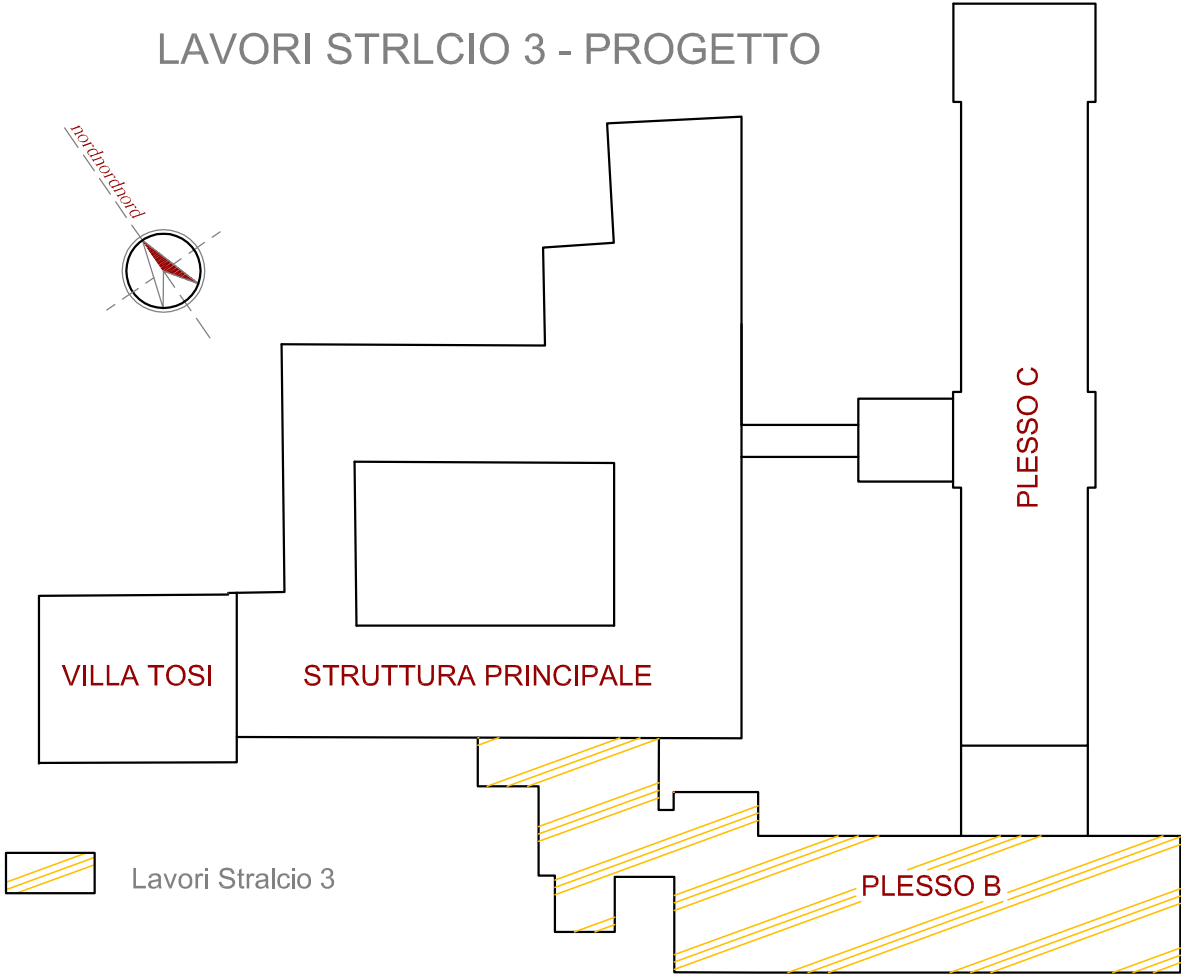 LAVORI STRLCIO 3 - PROGETTO
nordnordnord
PLESSO C
VILLA TOSI
STRUTTURA PRINCIPALE
Lavori Stralcio 3
PLESSO B